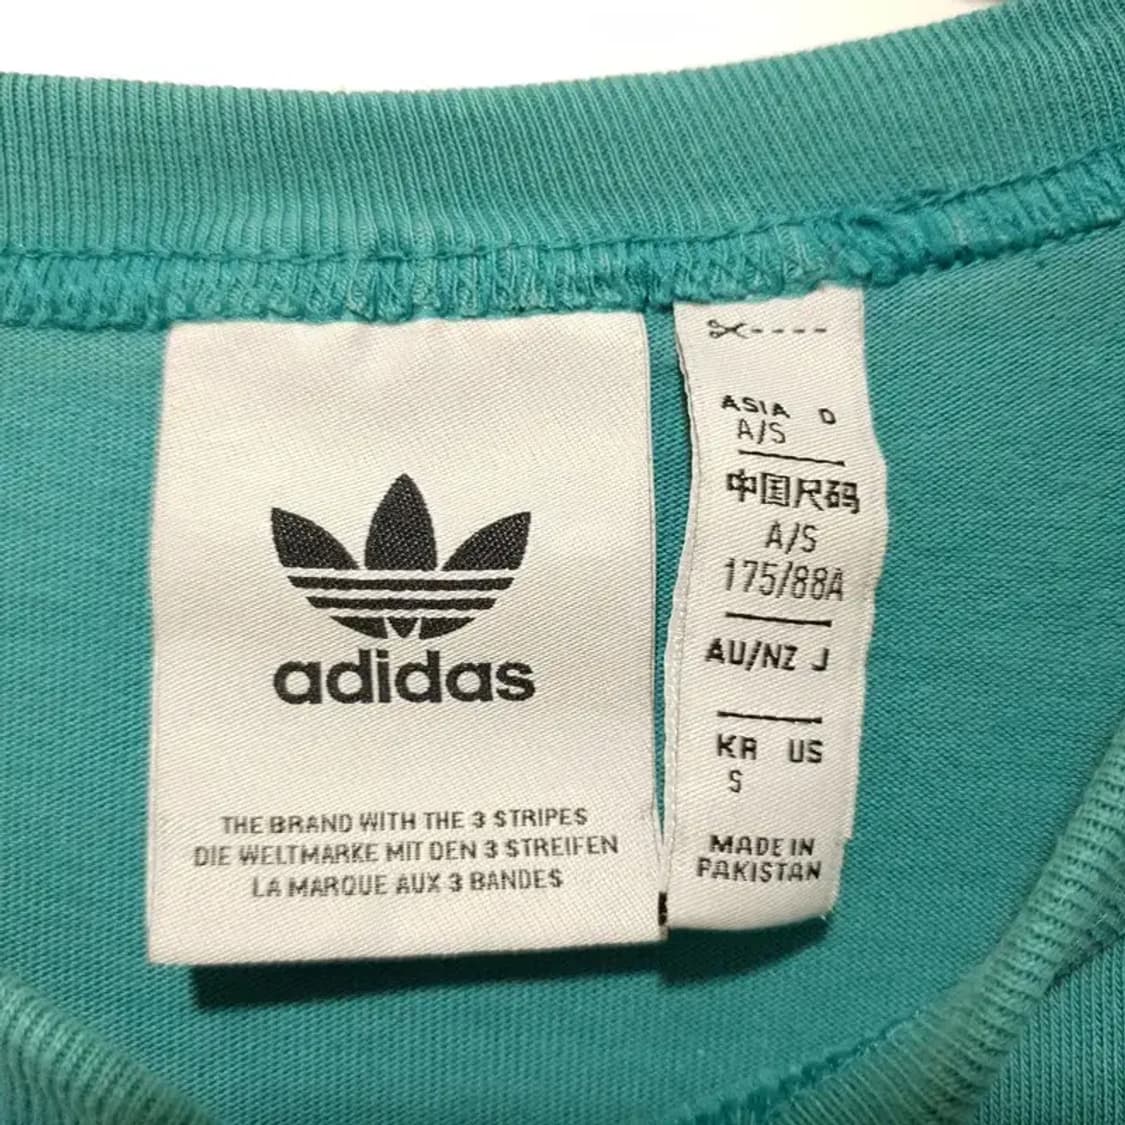 adidas
THE BRAND WITH THE 3 STRIPES
DIE WELTMARKE MIT DEN 3 STREIFEN
LA MARQUE AUX 3 BANDES
ASIA D
A/S
中国尺码
A/S
175/88A
AU/NZ J
KR US
S
MADE IN
PAKISTAN